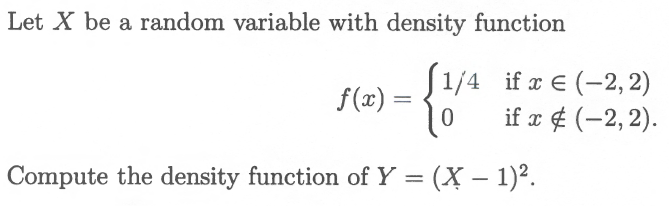 Let X be a random variable with density function
f(x) = { 1/4 if x ∈ (−2, 2)
0 if x ∉ (−2, 2).
Compute the density function of Y = (X − 1)².